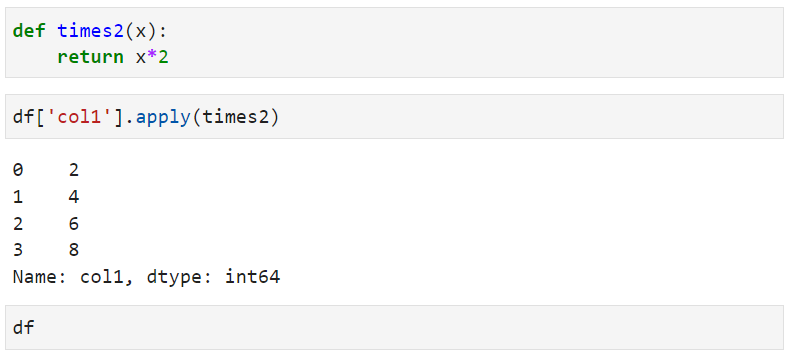 def times2(x):
    return x*2
df['col1'].apply(times2)
0    2
1    4
2    6
3    8
Name: col1, dtype: int64
df